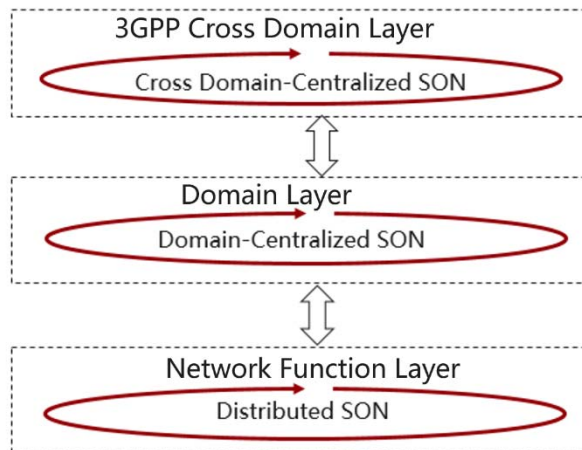 3GPP Cross Domain Layer
Cross Domain-Centralized SON
Domain Layer
Domain-Centralized SON
Network Function Layer
Distributed SON